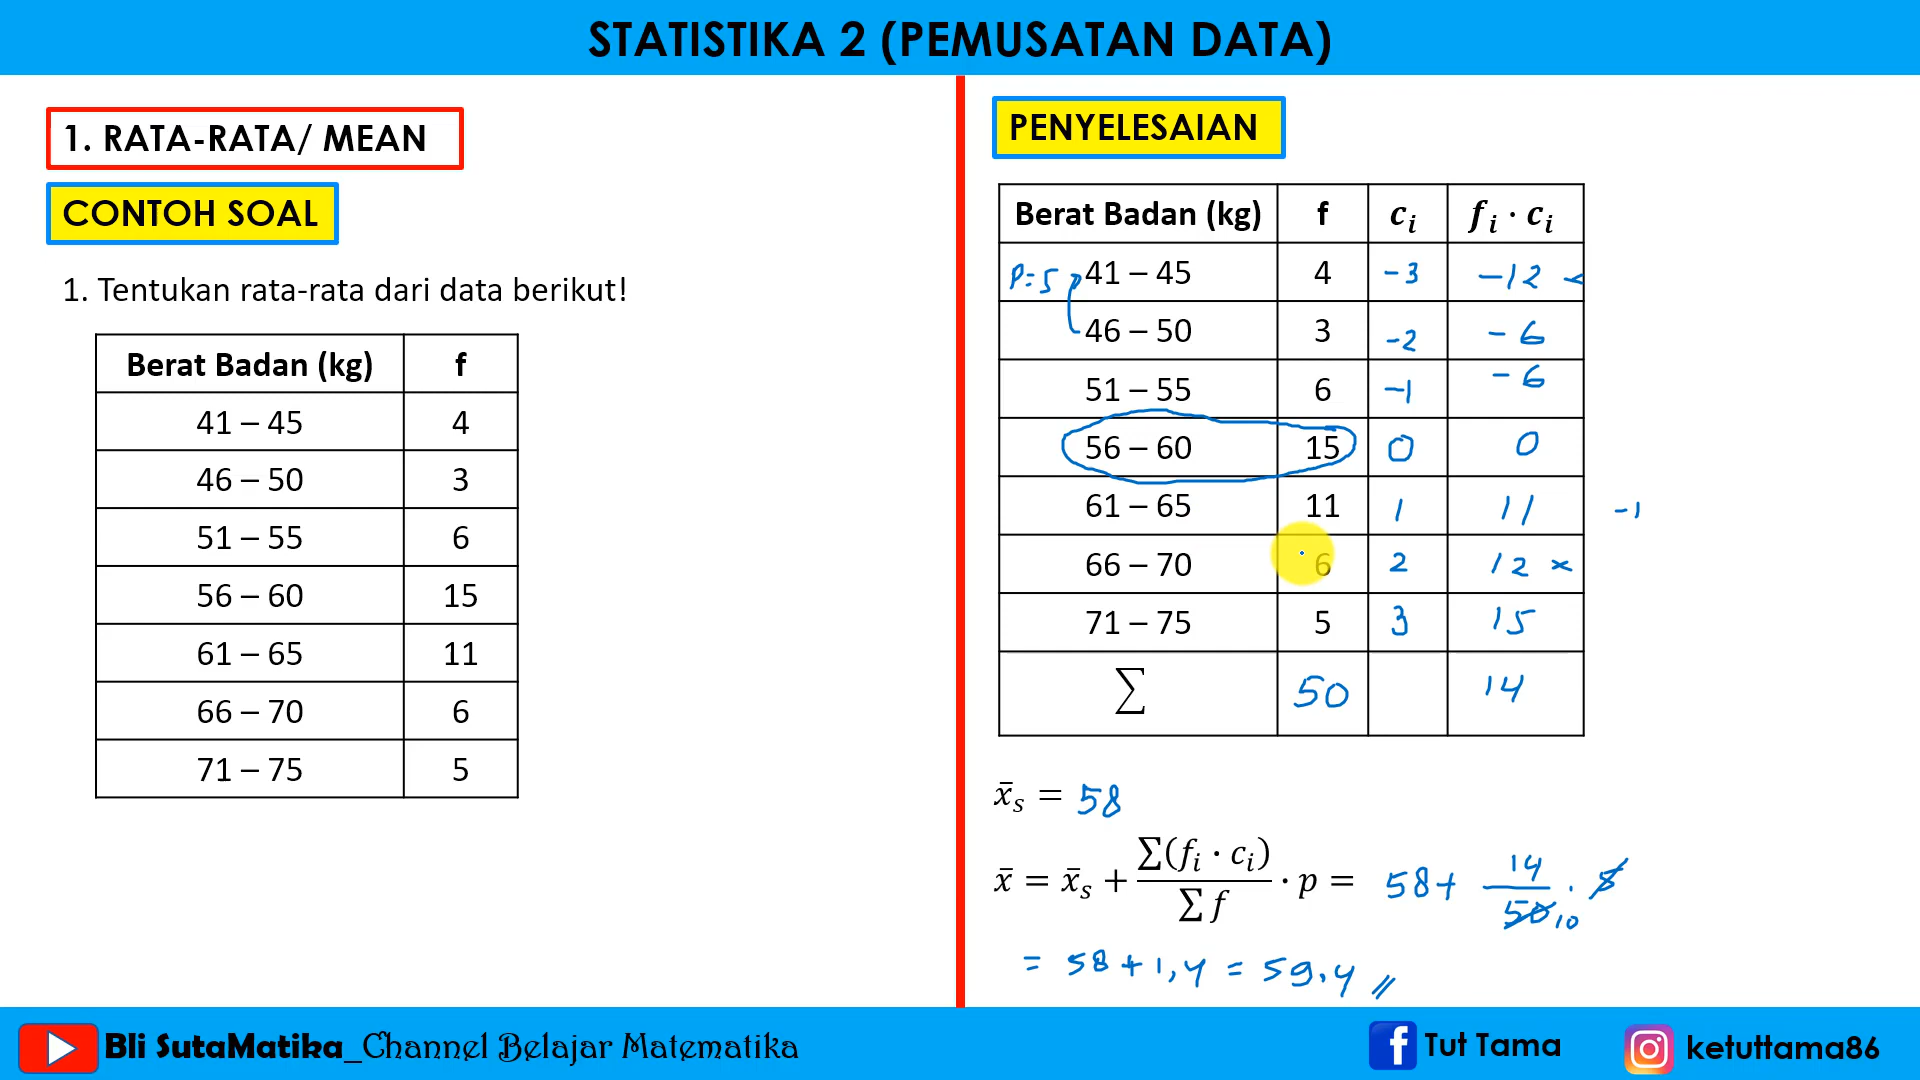 STATISTIKA 2 (PEMUSATAN DATA)
1. RATA-RATA/ MEAN
CONTOH SOAL
1. Tentukan rata-rata dari data berikut!
Berat Badan (kg) f
41 – 45 4
46 – 50 3
51 – 55 6
56 – 60 15
61 – 65 11
66 – 70 6
71 – 75 5
PENYELESAIAN
Berat Badan (kg) f cᵢ fᵢ · cᵢ
P=5 41 – 45 4 -3 -12
46 – 50 3 -2 -6
51 – 55 6 -1 -6
56 – 60 15 0 0
61 – 65 11 1 11 -1
66 – 70 6 2 12
71 – 75 5 3 15
∑ 50 14
x̄ₛ = 58
x̄ = x̄ₛ + ∑(fᵢ · cᵢ)/∑f · p = 58 + 14/50 10 · 5
= 58 + 1,4 = 59,4 //
Bli SutaMatika_Channel Belajar Matematika
f Tut Tama
ketuttama86